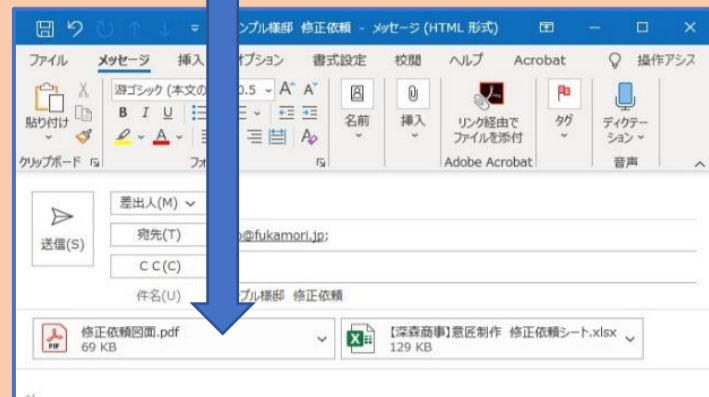 ンプル様邸 修正依頼 - メッセージ (HTML 形式)
ファイル メッセージ 挿入 オプション 書式設定 校閲 ヘルプ Acrobat 操作アシス
游ゴシック (本文の 0.5 A^ A˅
B I U A
貼り付け
名前
挿入
リンク経由で
ファイルを添付
タグ
ディクテー
ション
クリップボード フォ Adobe Acrobat 音声
送信(S)
差出人(M)
宛先(T) @fukamori.jp;
C C(C)
件名(U) プル様邸 修正依頼
修正依頼図面.pdf
69 KB
【深森商事】意匠制作 修正依頼シート.xlsx
129 KB